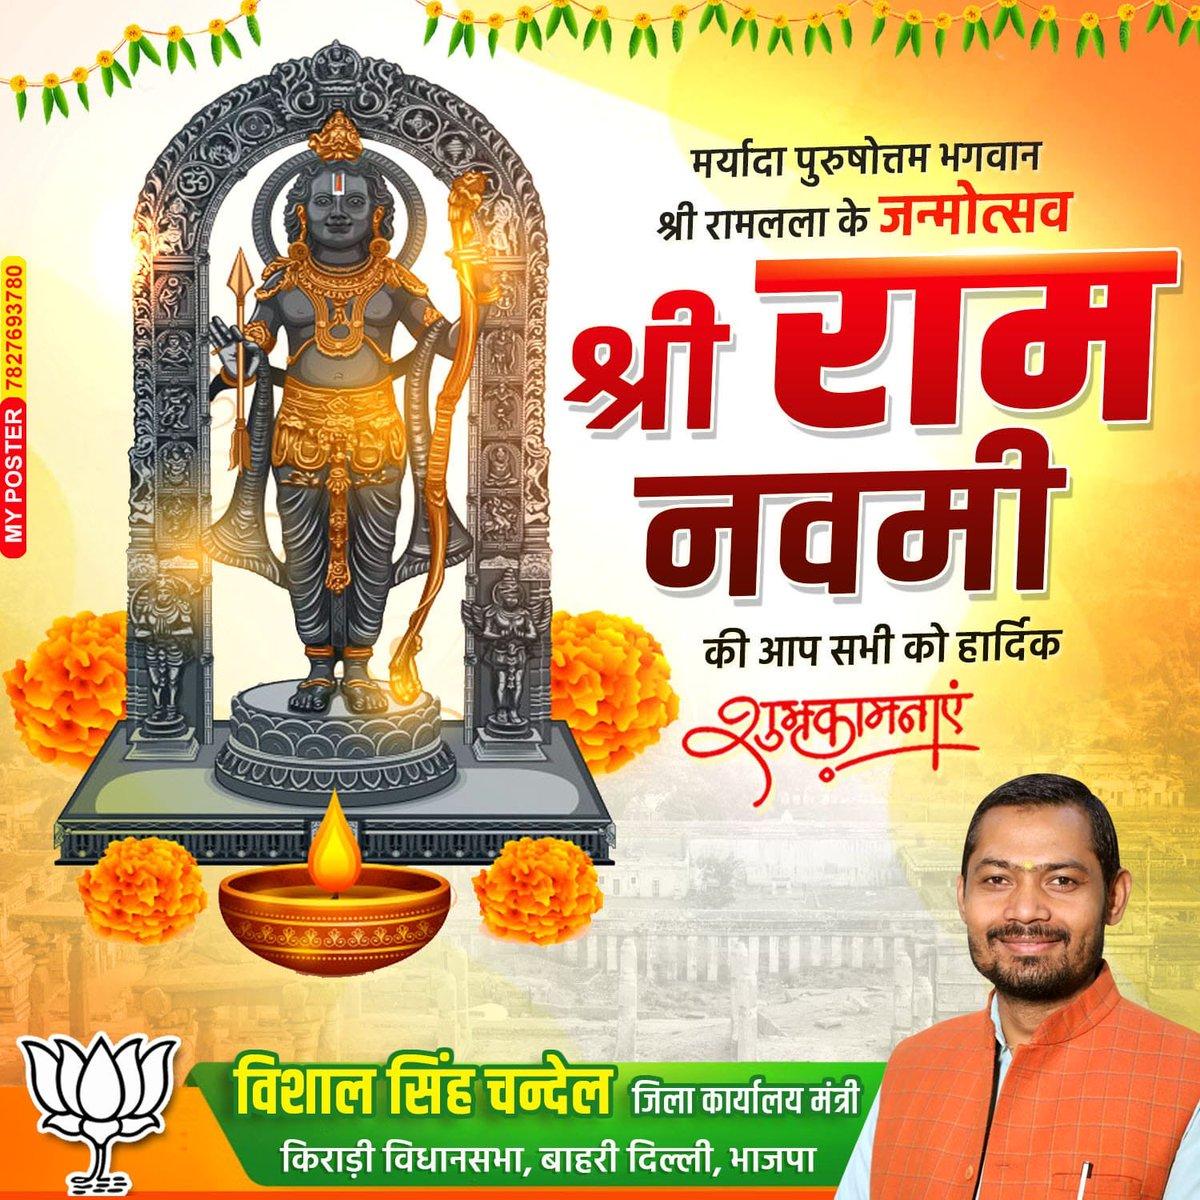 मर्यादा पुरुषोत्तम भगवान
श्री रामलला के जन्मोत्सव
श्री राम
नवमी
की आप सभी को हार्दिक
शुभकामनाएं
MY POSTER 7827693780
विशाल सिंह चन्देल जिला कार्यालय मंत्री
किराड़ी विधानसभा, बाहरी दिल्ली, भाजपा